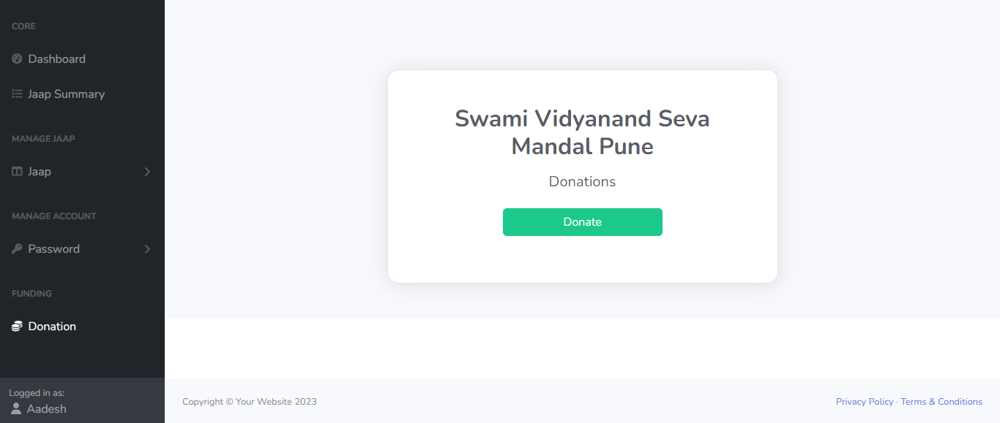 CORE
Dashboard
Jaap Summary
MANAGE JAAP
Jaap
MANAGE ACCOUNT
Password
FUNDING
Donation
Logged in as:
Aadesh
Swami Vidyanand Seva
Mandal Pune
Donations
Donate
Copyright © Your Website 2023
Privacy Policy · Terms & Conditions